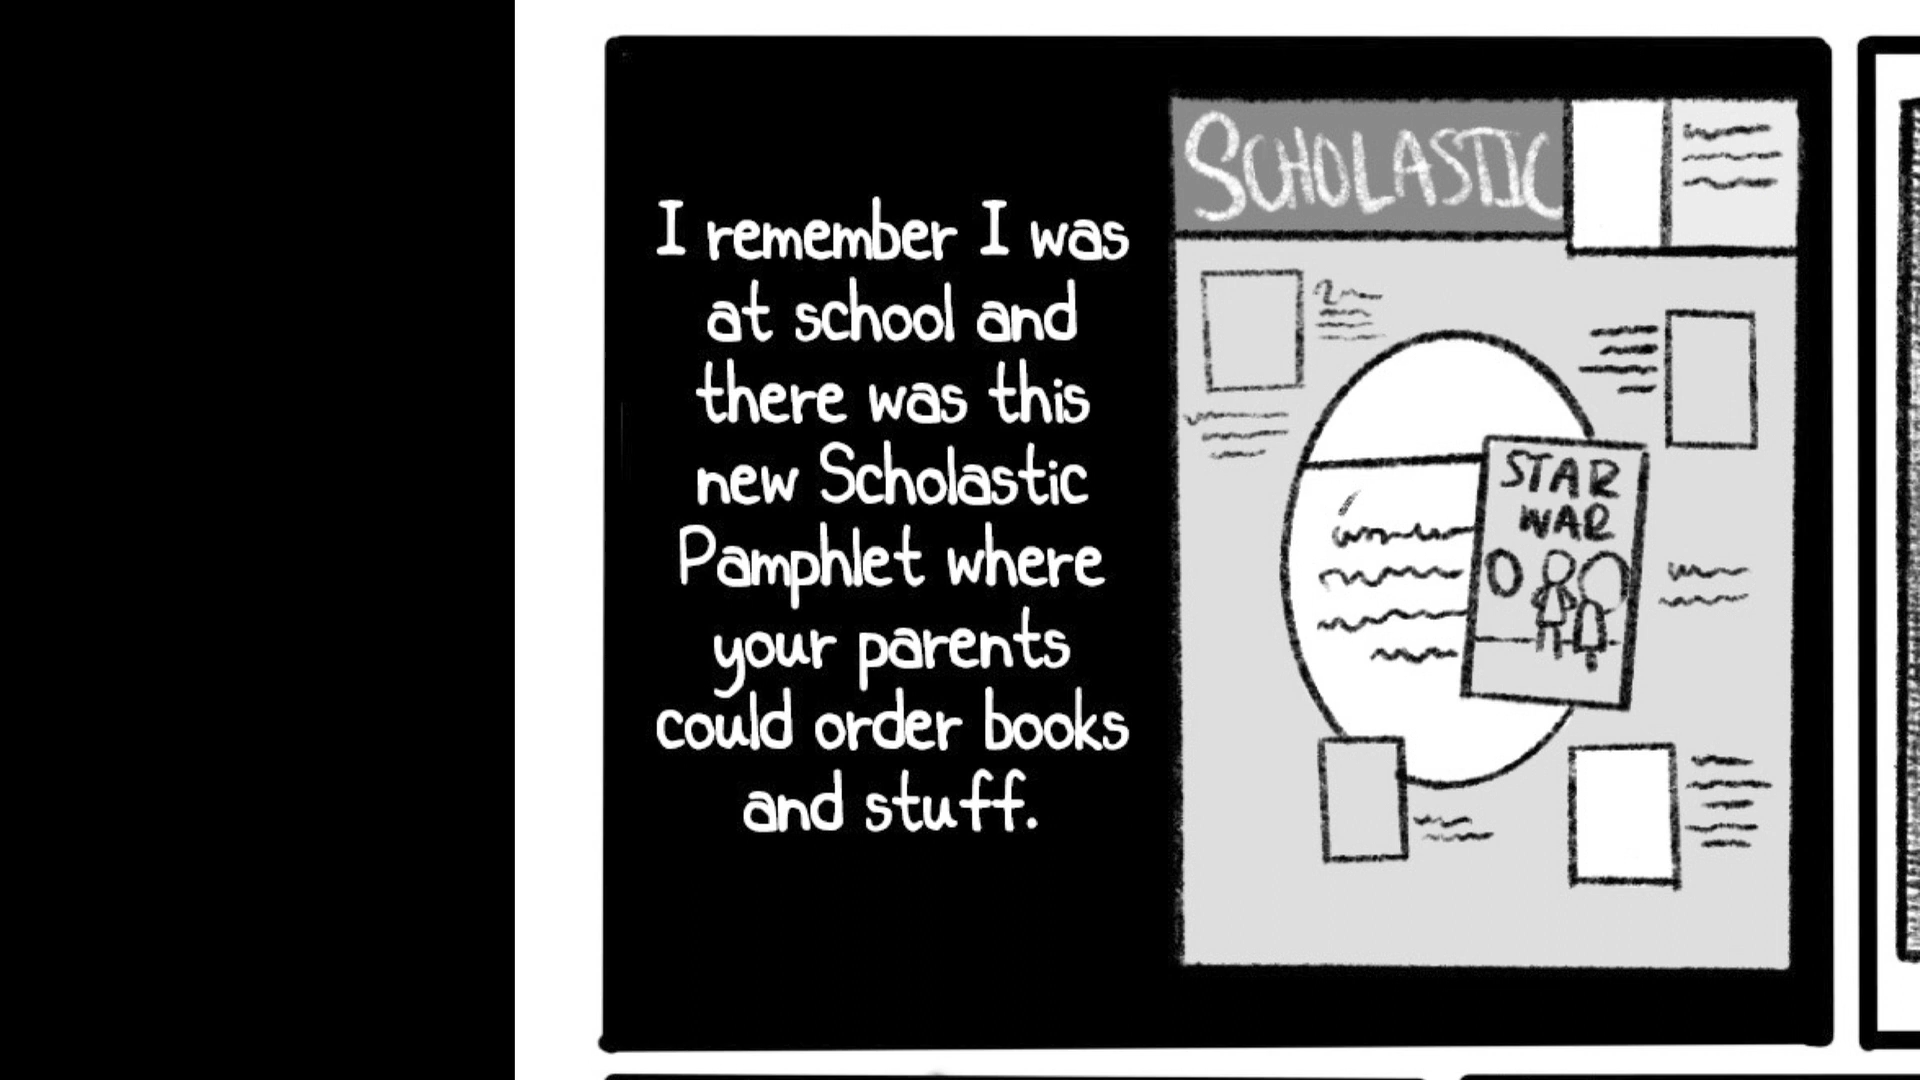 I remember I was
at school and
there was this
new Scholastic
Pamphlet where
your parents
could order books
and stuff.
SCHOLASTIC
STAR
WAR